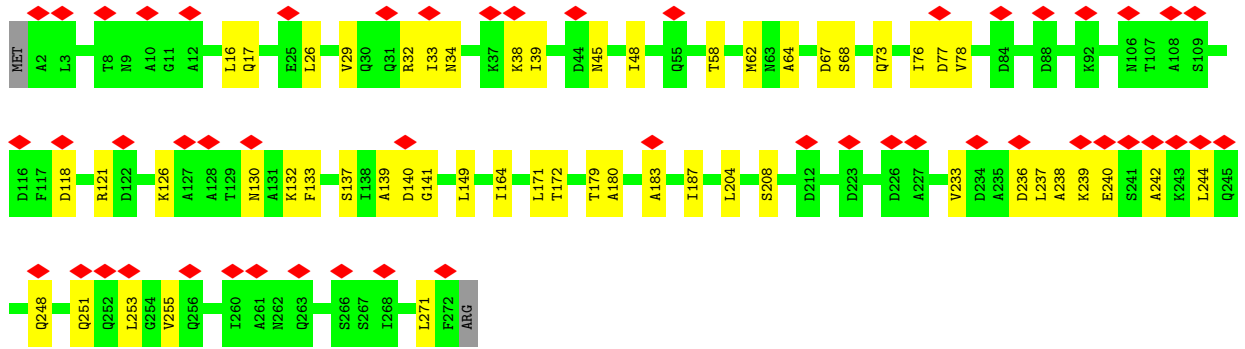 MET A2 L3 T8 N9 A10 G11 A12 L16 Q17 E25 L26 V29 Q30 Q31 R32 I33 N34 K37 K38 I39 D44 N45 I48 Q55 T58 M62 N63 A64 D67 S68 Q73 I76 D77 V78 D84 D88 K92 N106 T107 A108 S109
D116 F117 D118 R121 D122 K126 A127 A128 T129 N130 A131 K132 F133 S137 I138 A139 D140 G141 L149 I164 L171 T172 T179 A180 A183 I187 L204 S208 D212 D223 D226 A227 V233 D234 A235 D236 L237 A238 K239 E240 S241 A242 K243 L244 Q245
Q248 Q251 Q252 L253 G254 V255 Q256 I260 A261 N262 Q263 S266 S267 I268 L271 F272 ARG